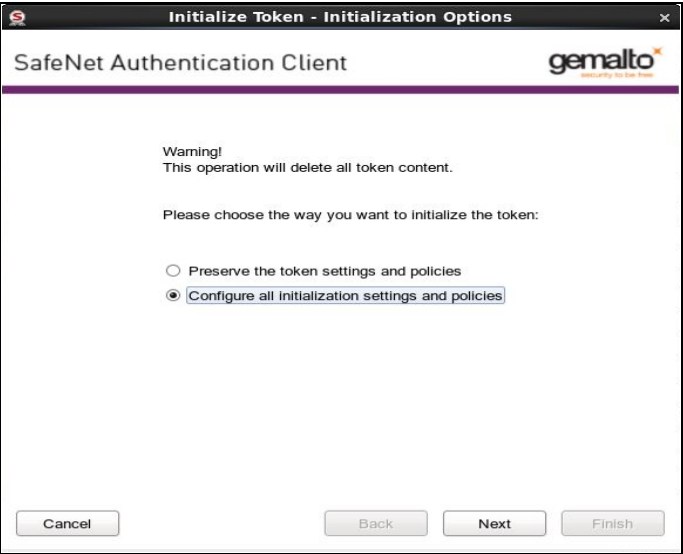 Initialize Token - Initialization Options
SafeNet Authentication Client
gemalto
security to be free
Warning!
This operation will delete all token content.
Please choose the way you want to initialize the token:
Preserve the token settings and policies
Configure all initialization settings and policies
Cancel
Back
Next
Finish